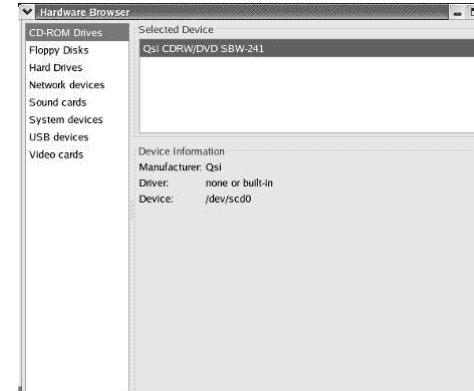 Hardware Browser
CD-ROM Drives
Floppy Disks
Hard Drives
Network devices
Sound cards
System devices
USB devices
Video cards
Selected Device
Qsi CDRW/DVD SBW-241
Device Information
Manufacturer: Qsi
Driver: none or built-in
Device: /dev/scd0